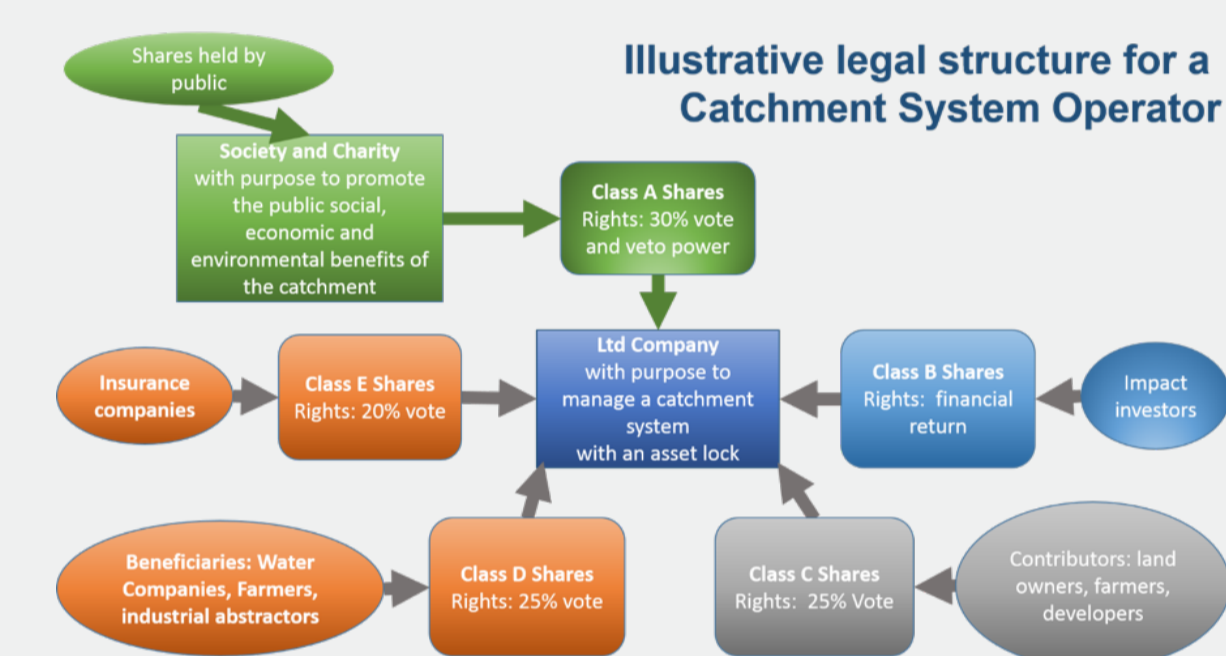 Shares held by
public
Illustrative legal structure for a
Catchment System Operator
Society and Charity
with purpose to promote
the public social,
economic and
environmental benefits of
the catchment
Class A Shares
Rights: 30% vote
and veto power
Insurance
companies
Class E Shares
Rights: 20% vote
Ltd Company
with purpose to
manage a catchment
system
with an asset lock
Class B Shares
Rights:  financial
return
Impact
investors
Beneficiaries: Water
Companies, Farmers,
industrial abstractors
Class D Shares
Rights: 25% vote
Class C Shares
Rights:  25% Vote
Contributors: land
owners, farmers,
developers